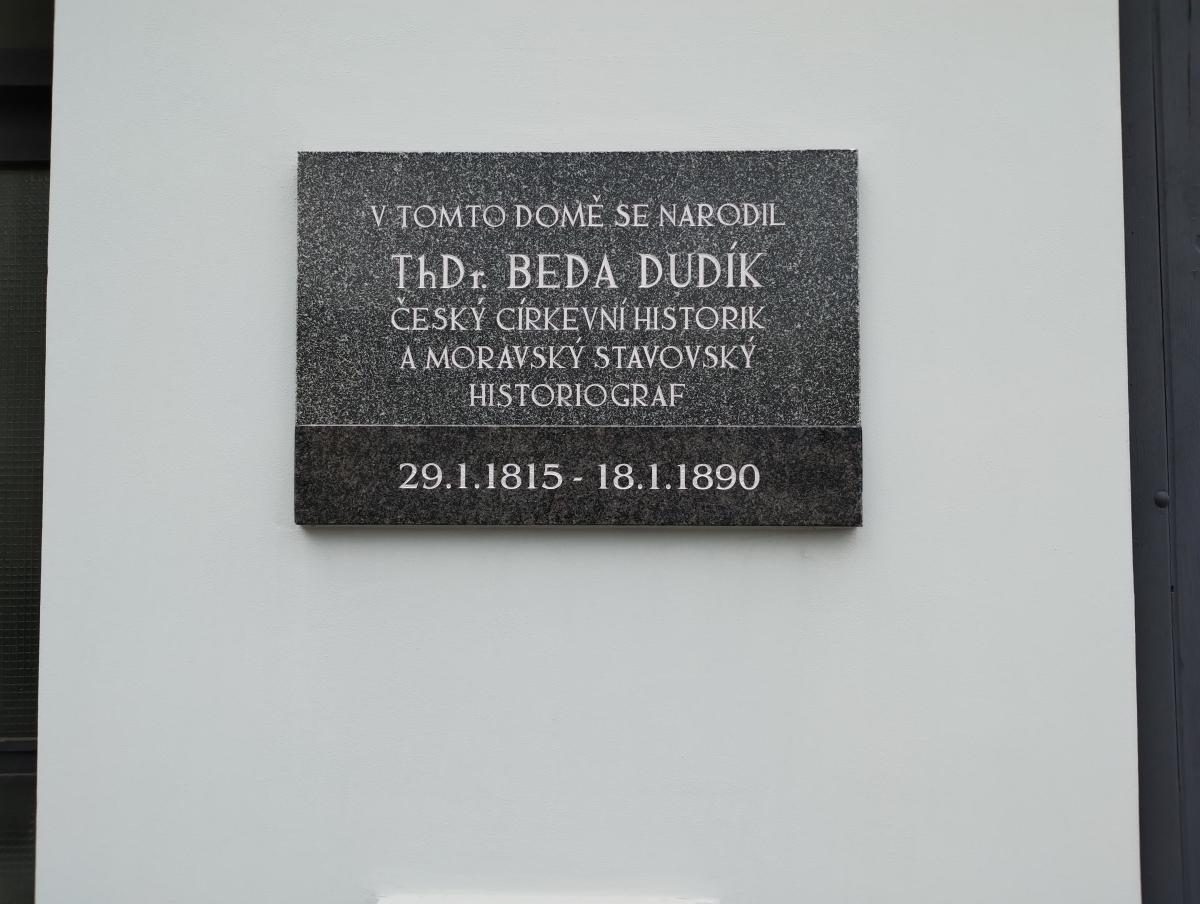 V TOMTO DOMĚ SE NARODIL
ThDr. BEDA DUDÍK
ČESKÝ CÍRKEVNÍ HISTORIK
A MORAVSKÝ STAVOVSKÝ
HISTORIOGRAF
29.1.1815 - 18.1.1890